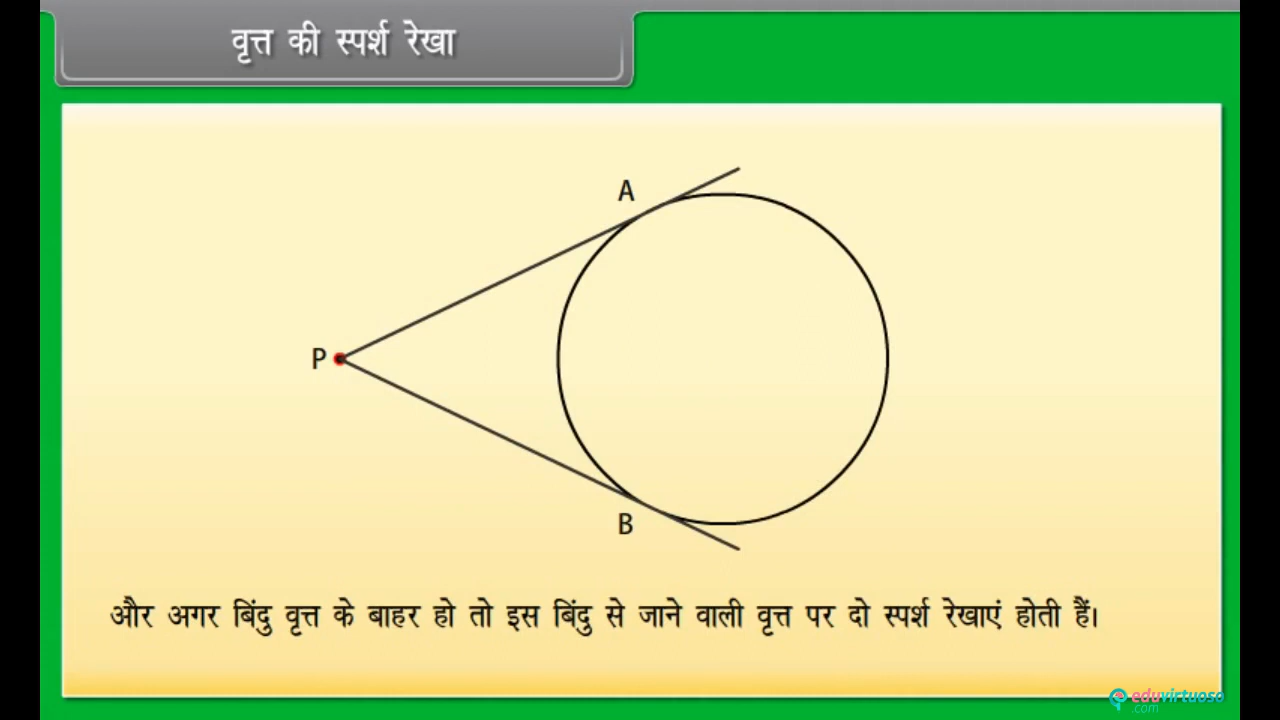 वृत्त की स्पर्श रेखा
A
P
B
और अगर बिंदु वृत्त के बाहर हो तो इस बिंदु से जाने वाली वृत्त पर दो स्पर्श रेखाएं होती हैं।
eduvirtuoso
.com